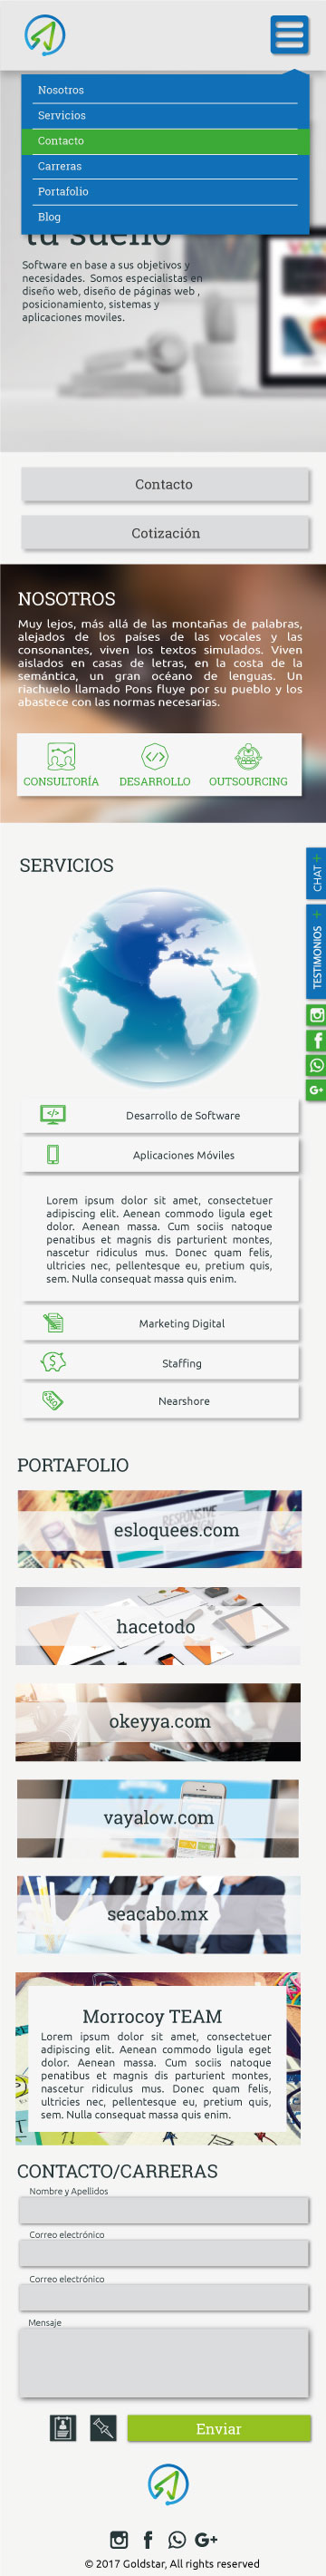 Nosotros
Servicios
Contacto
Carreras
Portafolio
Blog
tu sueño
Software en base a sus objetivos y
necesidades. Somos especialistas en
diseño web, diseño de páginas web ,
posicionamiento, sistemas y
aplicaciones moviles.
Contacto
Cotización
NOSOTROS
Muy lejos, más allá de las montañas de palabras,
alejados de los países de las vocales y las
consonantes, viven los textos simulados. Viven
aislados en casas de letras, en la costa de la
semántica, un gran océano de lenguas. Un
riachuelo llamado Pons fluye por su pueblo y los
abastece con las normas necesarias.
CONSULTORÍA
DESARROLLO
OUTSOURCING
SERVICIOS
CHAT +
TESTIMONIOS +
Desarrollo de Software
Aplicaciones Móviles
Lorem ipsum dolor sit amet, consectetuer
adipiscing elit. Aenean commodo ligula eget
dolor. Aenean massa. Cum sociis natoque
penatibus et magnis dis parturient montes,
nascetur ridiculus mus. Donec quam felis,
ultricies nec, pellentesque eu, pretium quis,
sem. Nulla consequat massa quis enim.
Marketing Digital
Staffing
SEO
Nearshore
PORTAFOLIO
esloquees.com
hacetodo
okeyya.com
vayalow.com
seacabo.mx
Morrocoy TEAM
Lorem ipsum dolor sit amet, consectetuer
adipiscing elit. Aenean commodo ligula eget
dolor. Aenean massa. Cum sociis natoque
penatibus et magnis dis parturient montes,
nascetur ridiculus mus. Donec quam felis,
ultricies nec, pellentesque eu, pretium quis,
sem. Nulla consequat massa quis enim.
CONTACTO/CARRERAS
Nombre y Apellidos
Correo electrónico
Correo electrónico
Mensaje
Enviar
G+
© 2017 Goldstar, All rights reserved